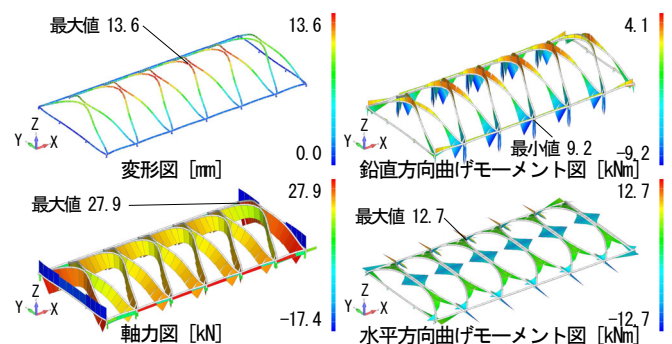 最大値 13.6
13.6
0.0
Z
Y
X
変形図 [mm]
4.1
最小値 9.2
-9.2
Z
Y
X
鉛直方向曲げモーメント図 [kNm]
最大値 27.9
27.9
-17.4
Z
Y
X
軸力図 [kN]
最大値 12.7
12.7
-12.7
Z
Y
X
水平方向曲げモーメント図 [kNm]